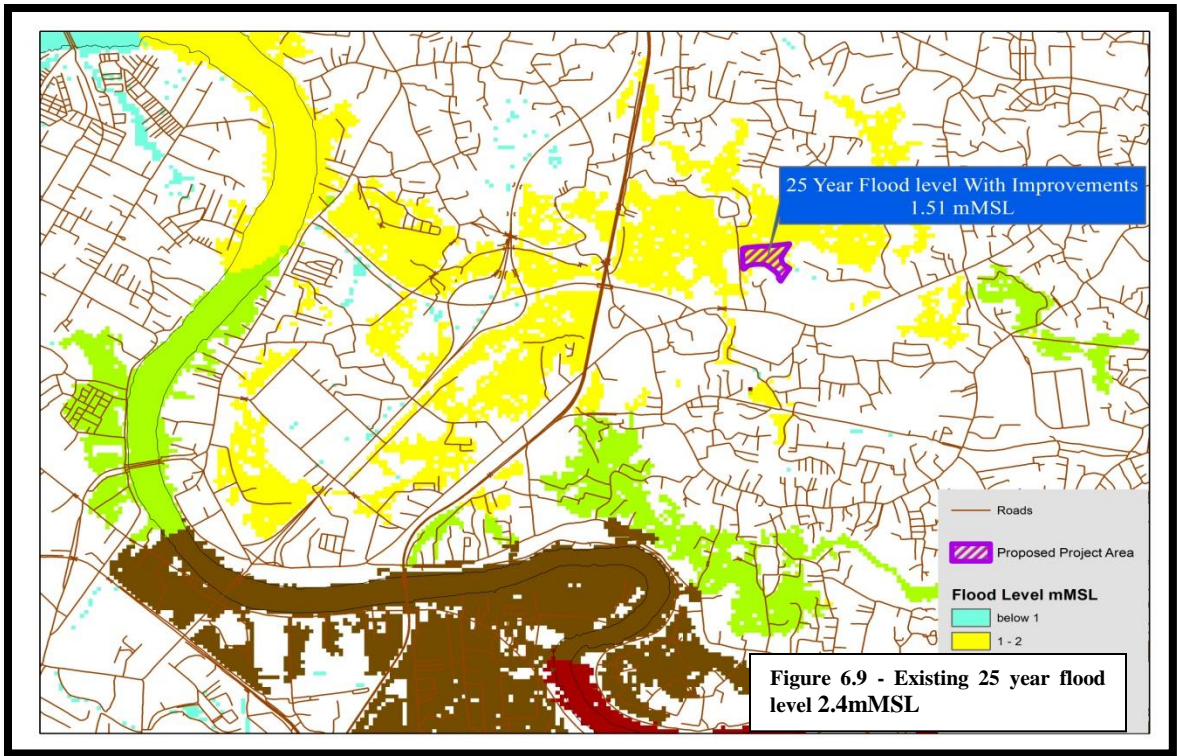 25 Year Flood level With Improvements
1.51 mMSL
Roads
Proposed Project Area
Flood Level mMSL
below 1
1 - 2
Figure 6.9 - Existing 25 year flood
level 2.4mMSL